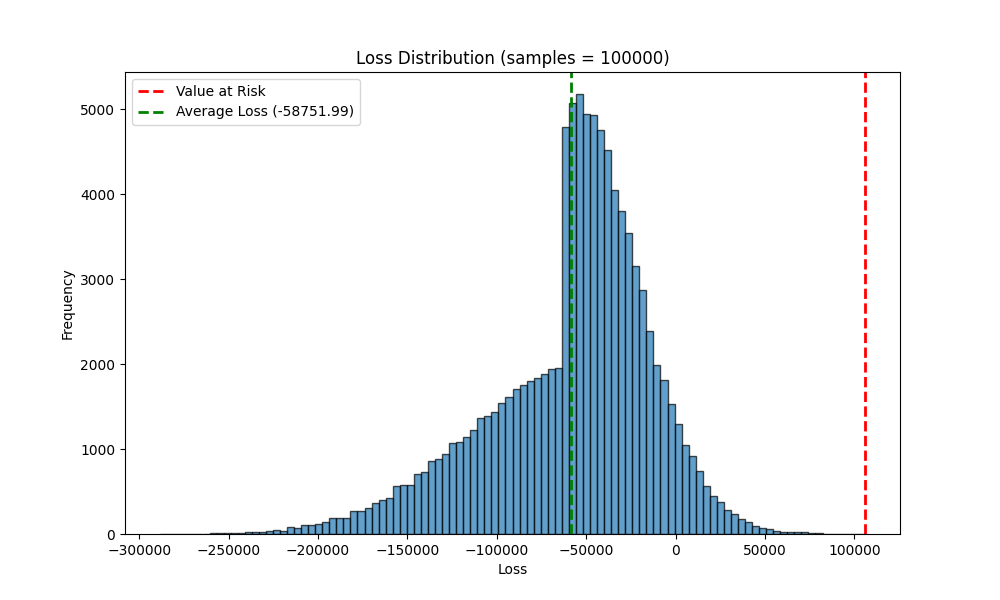 Loss Distribution (samples = 100000)
Value at Risk
Average Loss (-58751.99)
Frequency
5000
4000
3000
2000
1000
0
−300000 −250000 −200000 −150000 −100000 −50000 0 50000 100000
Loss